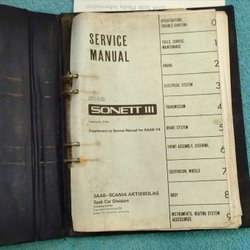 SERVICE
MANUAL
SAAB
SONETT III
Supplement to Service Manual for SAAB V4
SAAB-SCANIA AKTIEBOLAG
Saab Car Division
SPECIFICATIONS
TROUBLE SHOOTING
0
TOOLS, SERVICE,
MAINTENANCE
1
ENGINE
2
ELECTRICAL SYSTEM
3
TRANSMISSION
4
BRAKE SYSTEM
5
FRONT ASSEMBLY, STEERING
6
SUSPENSION, WHEELS
7
BODY
8
INSTRUMENTS, HEATING SYSTEM
ACCESSORIES
9